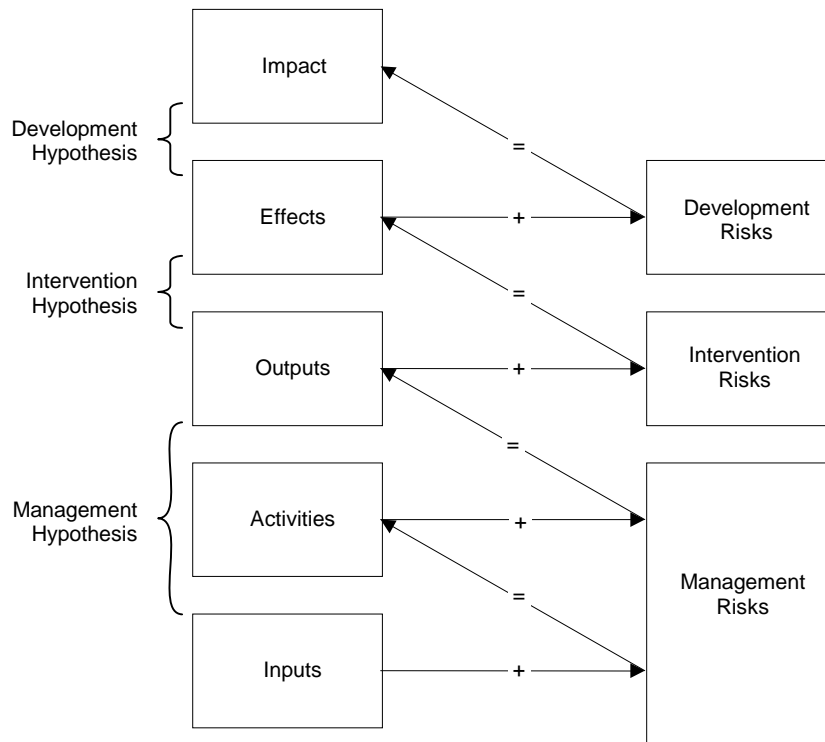 Impact
Development
Hypothesis
=
Effects
+
Development
Risks
Intervention
Hypothesis
=
Outputs
+
Intervention
Risks
=
Management
Hypothesis
Activities
+
=
Management
Risks
Inputs
+